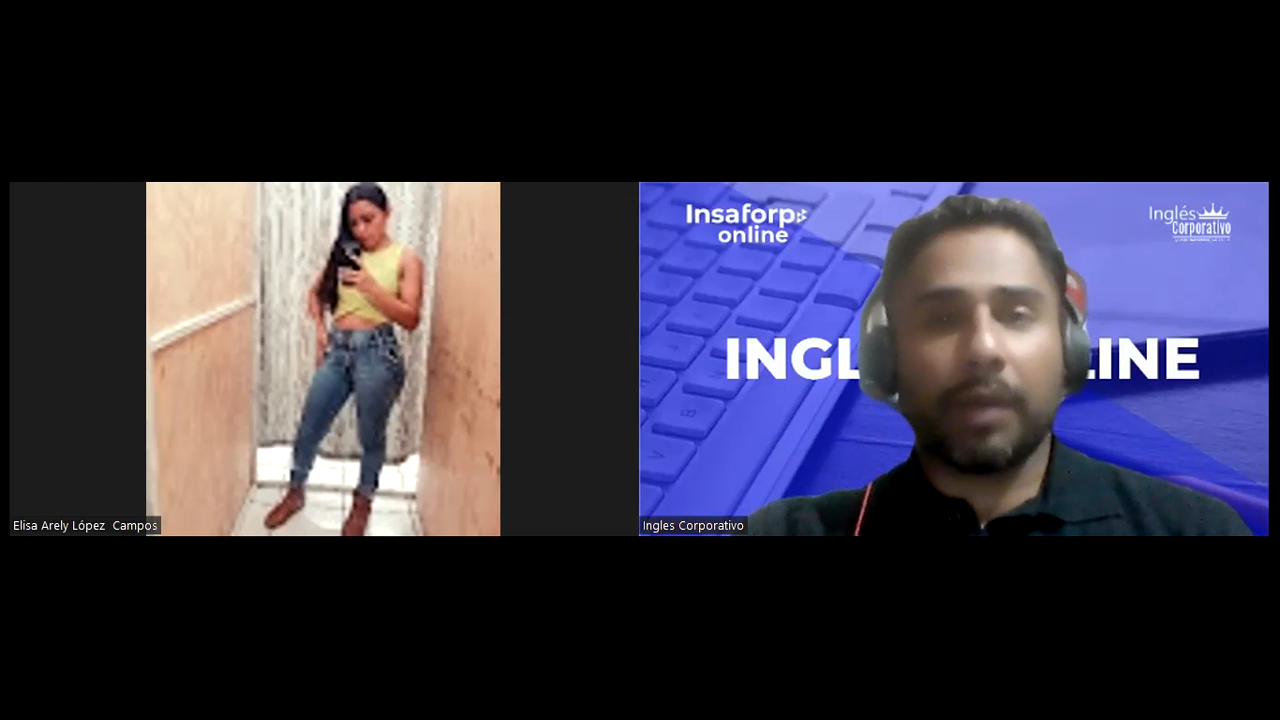 Insaforp
online
Inglés
Corporativo
INGL
LINE
Elisa Arely López Campos
Ingles Corporativo